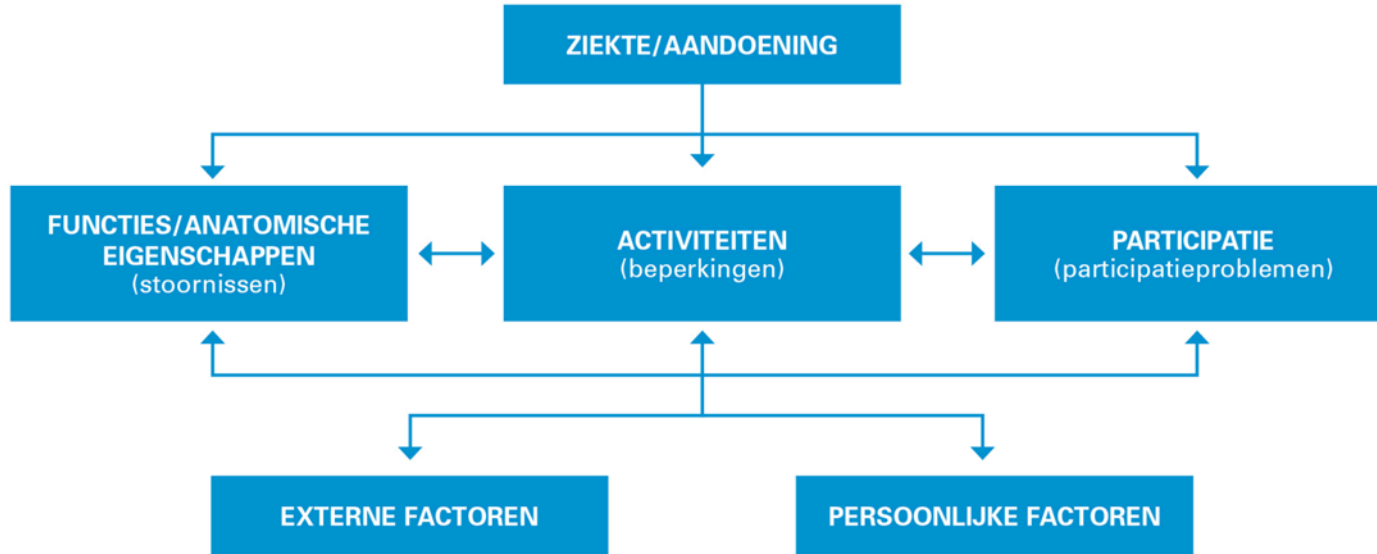 ZIEKTE/AANDOENING
FUNCTIES/ANATOMISCHE
EIGENSCHAPPEN
(stoornissen)
ACTIVITEITEN
(beperkingen)
PARTICIPATIE
(participatieproblemen)
EXTERNE FACTOREN
PERSOONLIJKE FACTOREN